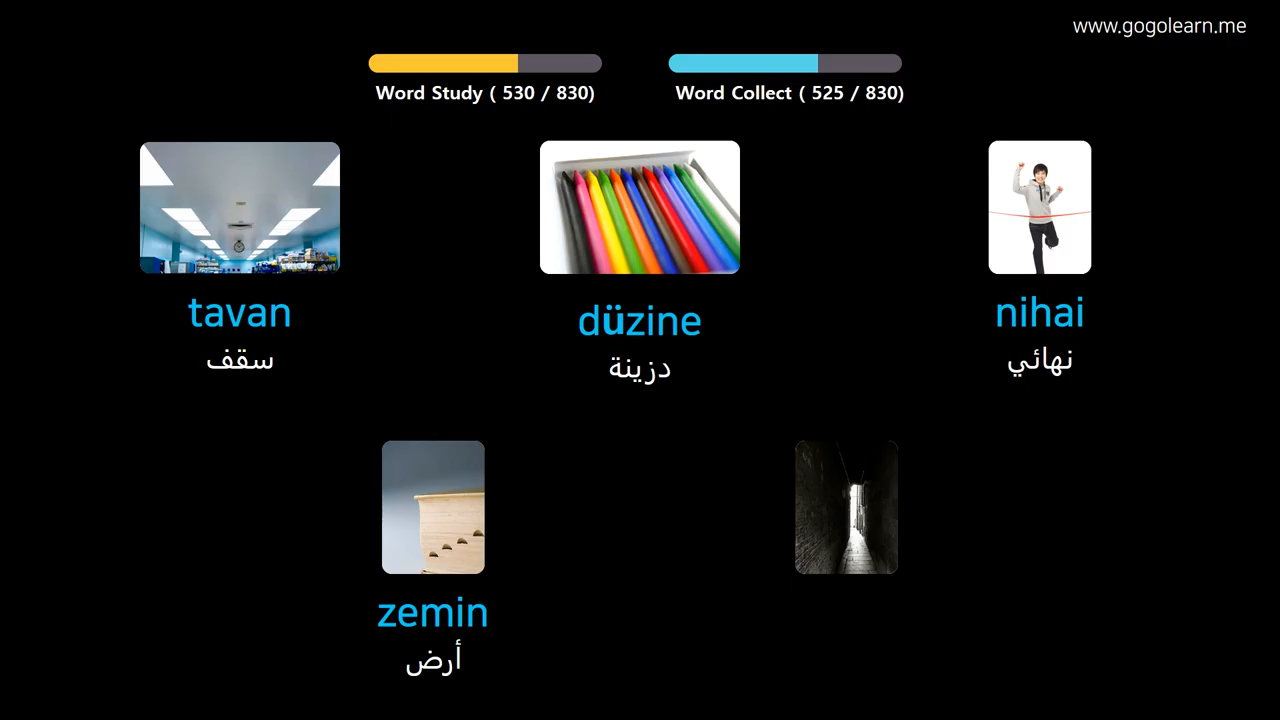 www.gogolearn.me
Word Study ( 530 / 830)
Word Collect ( 525 / 830)
tavan
سقف
düzine
دزينة
nihai
نهائي
zemin
أرض